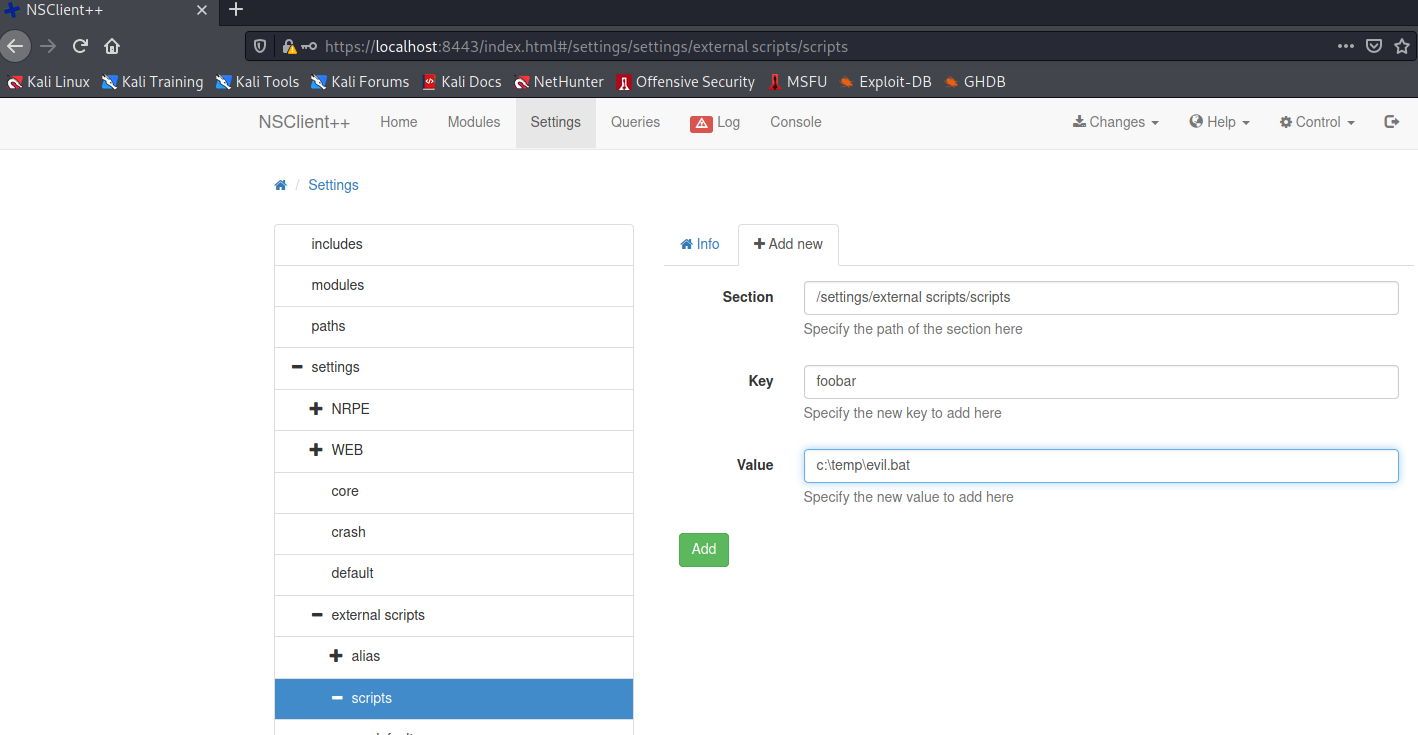 NSClient++
https://localhost:8443/index.html#/settings/settings/external scripts/scripts
Kali Linux Kali Training Kali Tools Kali Forums Kali Docs NetHunter Offensive Security MSFU Exploit-DB GHDB
NSClient++ Home Modules Settings Queries Log Console Changes Help Control
/ Settings
includes
modules
paths
settings
NRPE
WEB
core
crash
default
external scripts
alias
scripts
Info Add new
Section /settings/external scripts/scripts
Specify the path of the section here
Key foobar
Specify the new key to add here
Value c:\temp\evil.bat
Specify the new value to add here
Add